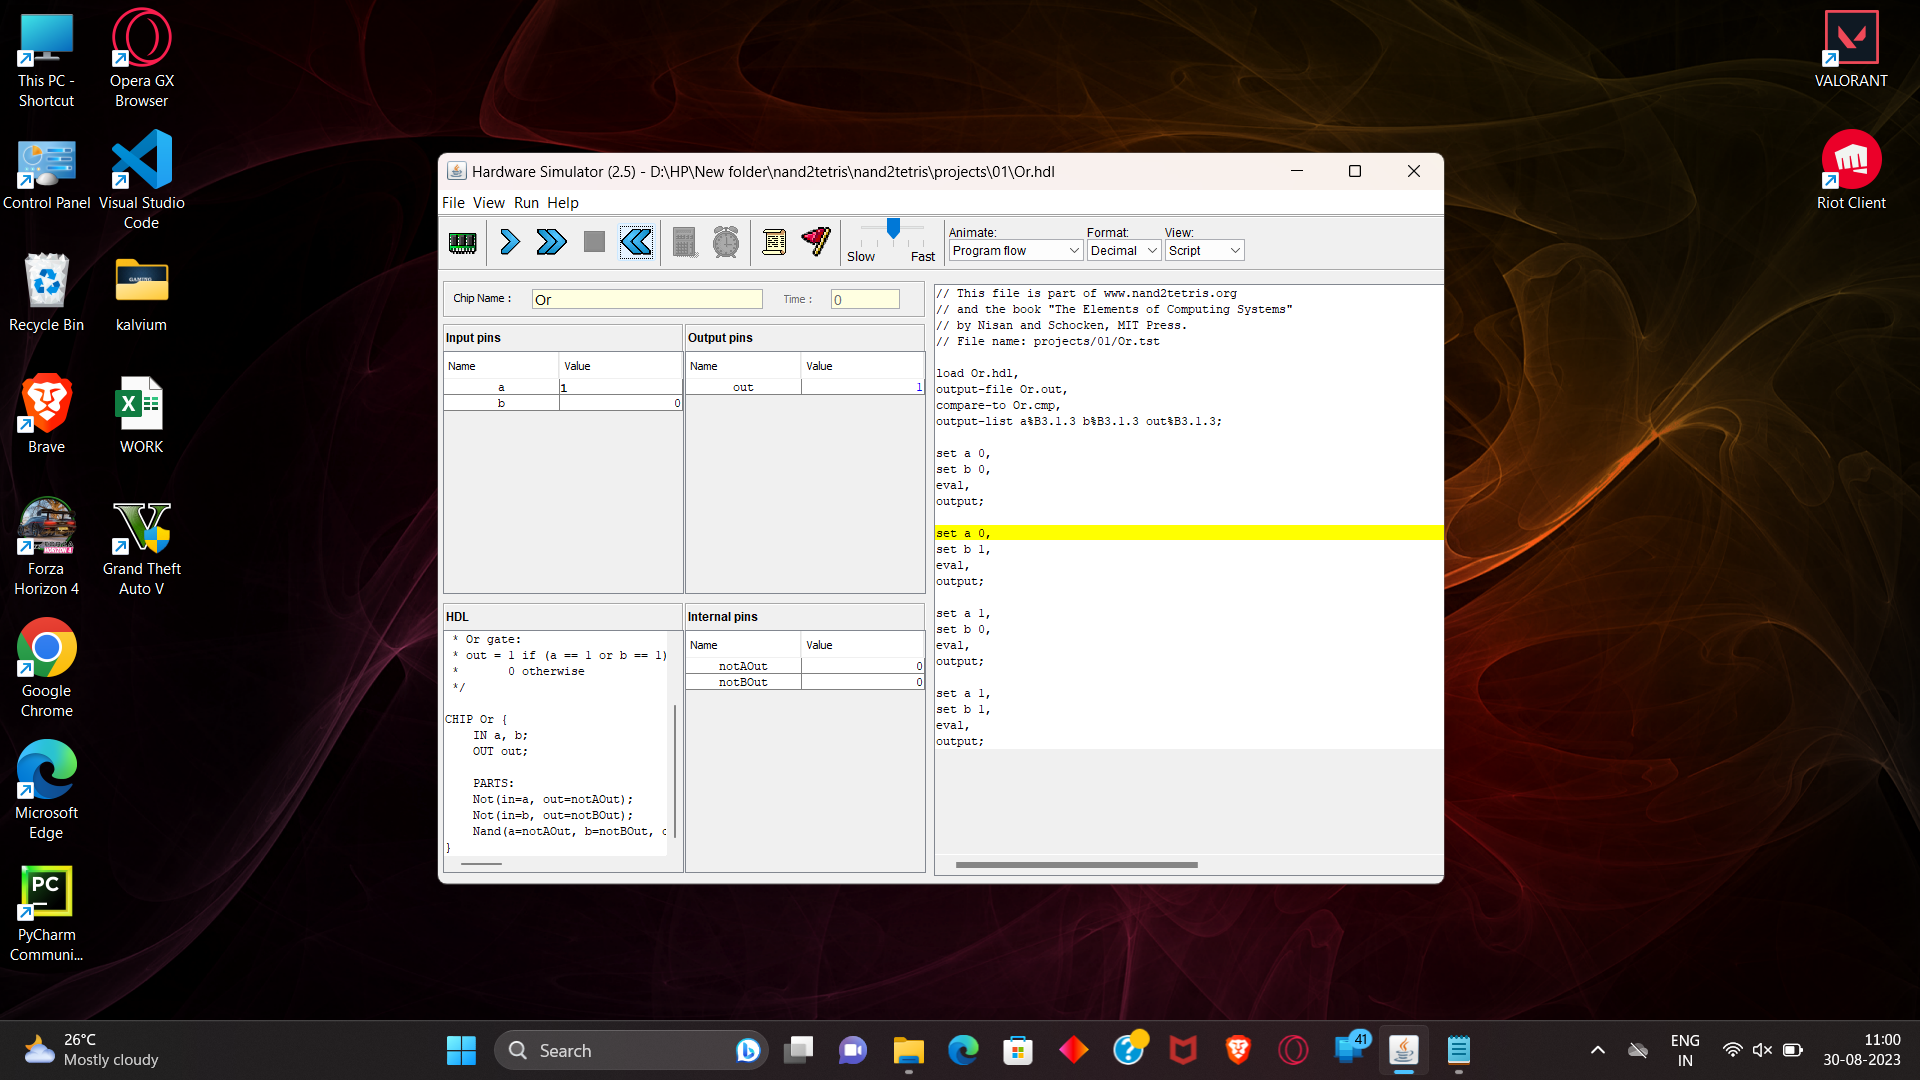 This PC -
Shortcut
Opera GX
Browser
Control Panel
Visual Studio
Code
Recycle Bin
GAMING
kalvium
Brave
WORK
Forza
Horizon 4
Grand Theft
Auto V
Google
Chrome
Microsoft
Edge
PC
PyCharm
Communi...
VALORANT
Riot Client
Hardware Simulator (2.5) - D:\HP\New folder\nand2tetris\nand2tetris\projects\01\Or.hdl
File View Run Help
Slow Fast
Animate:
Program flow
Format:
Decimal
View:
Script
Chip Name : Or
Time : 0
Input pins
Name Value
a 1
b 0
Output pins
Name Value
out 1
HDL
* Or gate:
* out = 1 if (a == 1 or b == 1)
* 0 otherwise
*/
CHIP Or {
IN a, b;
OUT out;
PARTS:
Not(in=a, out=notAOut);
Not(in=b, out=notBOut);
Nand(a=notAOut, b=notBOut, o
}
Internal pins
Name Value
notAOut 0
notBOut 0
// This file is part of www.nand2tetris.org
// and the book "The Elements of Computing Systems"
// by Nisan and Schocken, MIT Press.
// File name: projects/01/Or.tst
load Or.hdl,
output-file Or.out,
compare-to Or.cmp,
output-list a%B3.1.3 b%B3.1.3 out%B3.1.3;
set a 0,
set b 0,
eval,
output;
set a 0,
set b 1,
eval,
output;
set a 1,
set b 0,
eval,
output;
set a 1,
set b 1,
eval,
output;
26°C
Mostly cloudy
Search
41
ENG
IN
11:00
30-08-2023